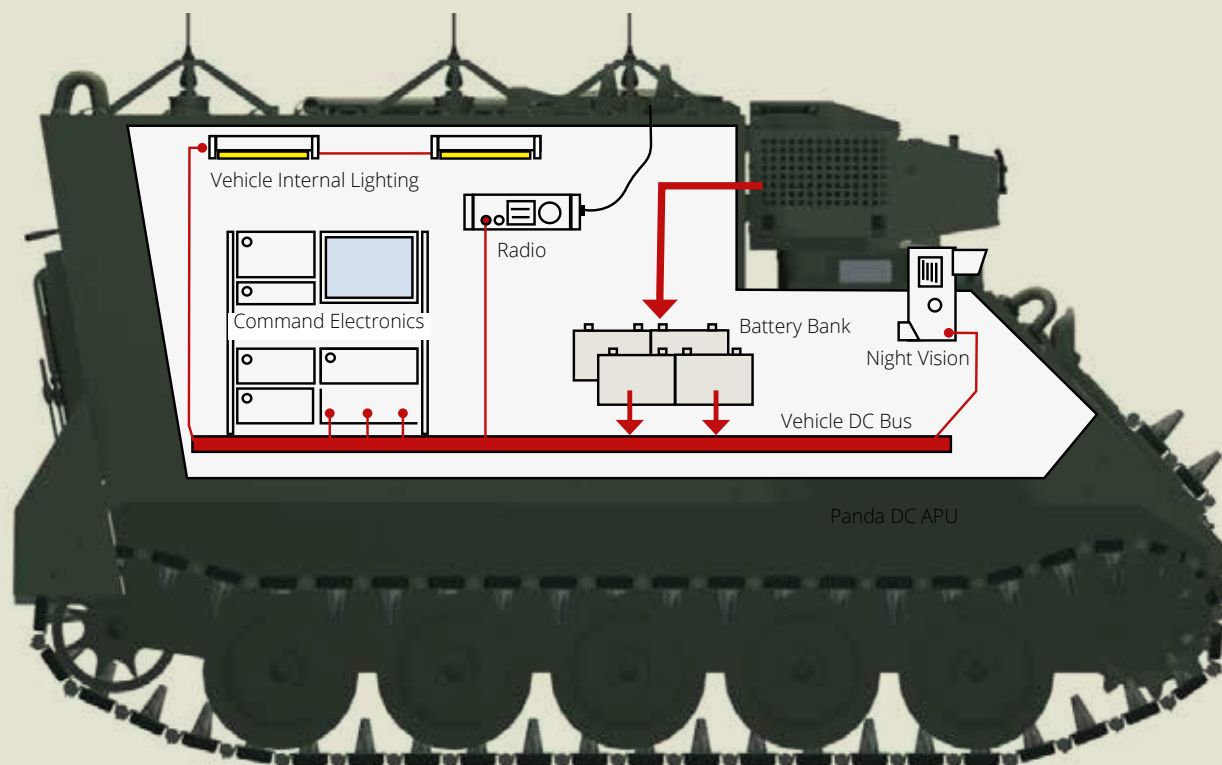 Vehicle Internal Lighting
Radio
Command Electronics
Battery Bank
Night Vision
Vehicle DC Bus
Panda DC APU